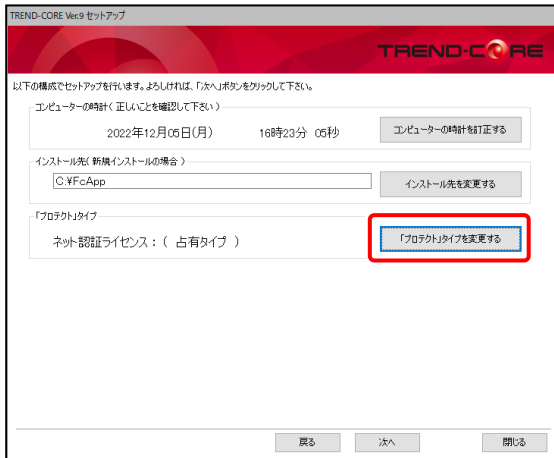 TREND-CORE Ver.9 セットアップ
TREND-CORE
以下の構成でセットアップを行います。よろしければ、「次へ」ボタンをクリックして下さい。
コンピューターの時計( 正しいことを確認して下さい )
2022年12月05日(月) 16時23分 05秒
コンピューターの時計を訂正する
インストール先( 新規インストールの場合 )
C:¥FcApp
インストール先を変更する
「プロテクト」タイプ
ネット認証ライセンス：( 占有タイプ )
「プロテクト」タイプを変更する
戻る 次へ 閉じる